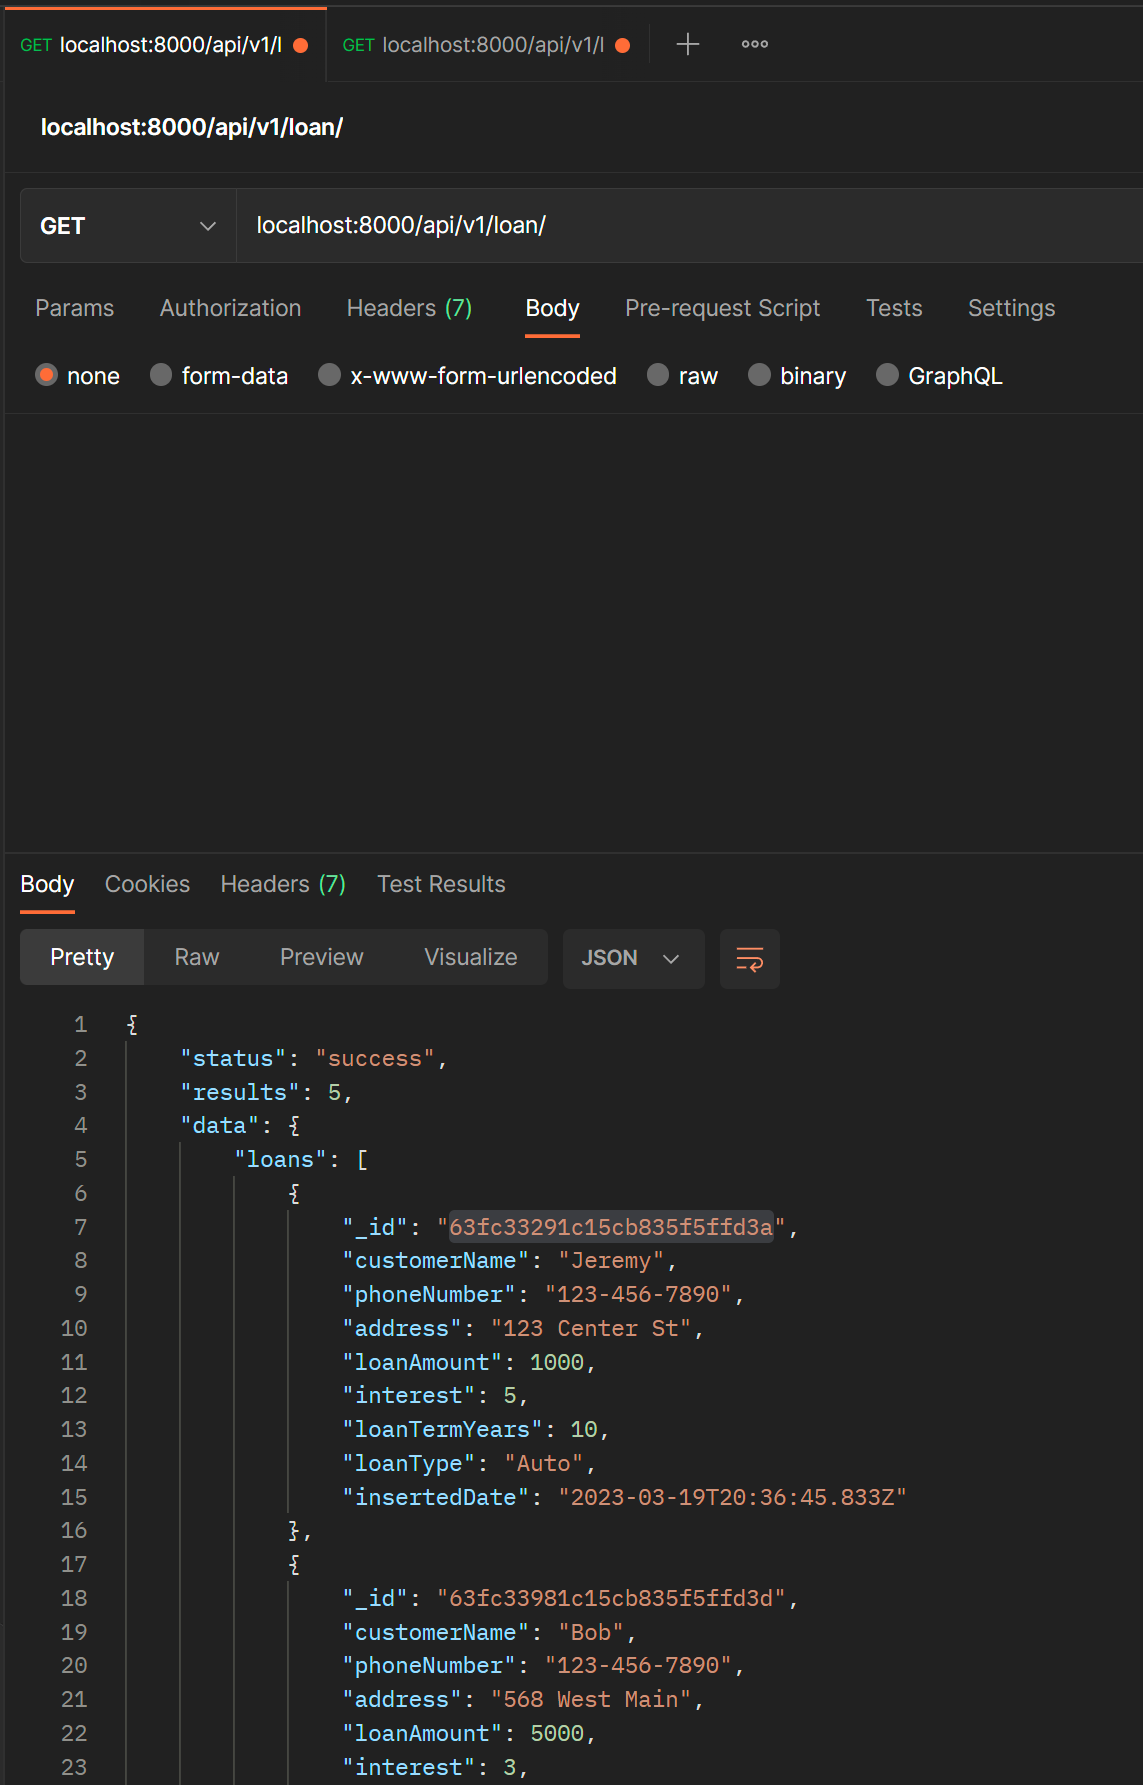 GET localhost:8000/api/v1/l GET localhost:8000/api/v1/l
localhost:8000/api/v1/loan/
GET localhost:8000/api/v1/loan/
Params Authorization Headers (7) Body Pre-request Script Tests Settings
none form-data x-www-form-urlencoded raw binary GraphQL
Body Cookies Headers (7) Test Results
Pretty Raw Preview Visualize JSON
1 {
2 "status": "success",
3 "results": 5,
4 "data": {
5 "loans": [
6 {
7 "_id": "63fc33291c15cb835f5ffd3a",
8 "customerName": "Jeremy",
9 "phoneNumber": "123-456-7890",
10 "address": "123 Center St",
11 "loanAmount": 1000,
12 "interest": 5,
13 "loanTermYears": 10,
14 "loanType": "Auto",
15 "insertedDate": "2023-03-19T20:36:45.833Z"
16 },
17 {
18 "_id": "63fc33981c15cb835f5ffd3d",
19 "customerName": "Bob",
20 "phoneNumber": "123-456-7890",
21 "address": "568 West Main",
22 "loanAmount": 5000,
23 "interest": 3,